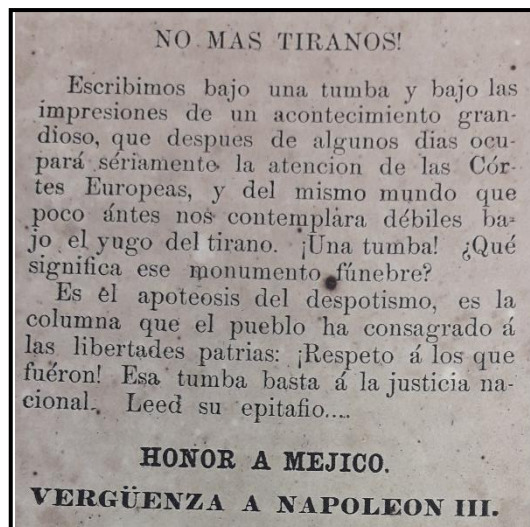 NO MAS TIRANOS!
Escribimos bajo una tumba y bajo las
impresiones de un acontecimiento gran-
dioso, que despues de algunos dias ocu-
pará sériamente la atencion de las Cór-
tes Europeas, y del mismo mundo que
poco ántes nos contemplára débiles ba-
jo el yugo del tirano. ¡Una tumba! ¿Qué
significa ese monumento fúnebre?
Es el apoteosis del despotismo, es la
columna que el pueblo ha consagrado á
las libertades patrias: ¡Respeto á los que
fuéron! Esa tumba basta á la justicia na-
cional. Leed su epitafio....
HONOR A MEJICO.
VERGÜENZA A NAPOLEON III.